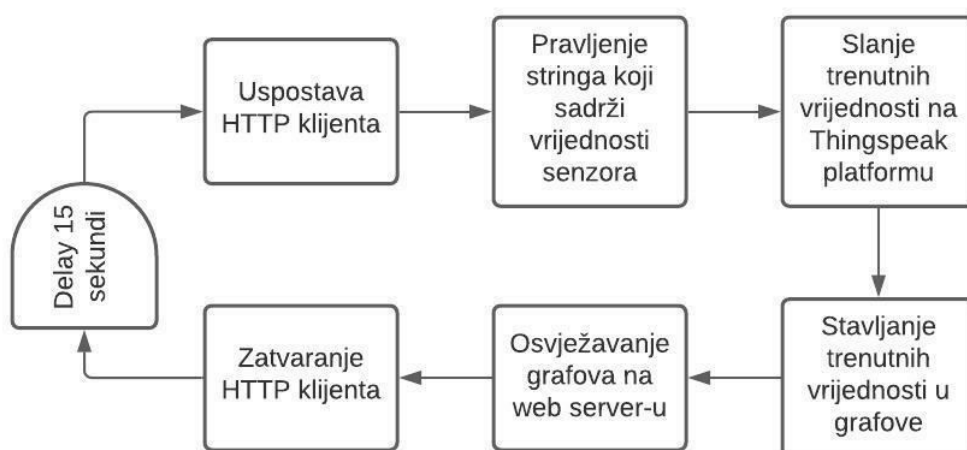 Uspostava
HTTP klijenta
Pravljenje
stringa koji
sadrži
vrijednosti
senzora
Slanje
trenutnih
vrijednosti na
Thingspeak
platformu
Stavljanje
trenutnih
vrijednosti u
grafove
Osvježavanje
grafova na
web server-u
Zatvaranje
HTTP klijenta
Delay 15
sekundi